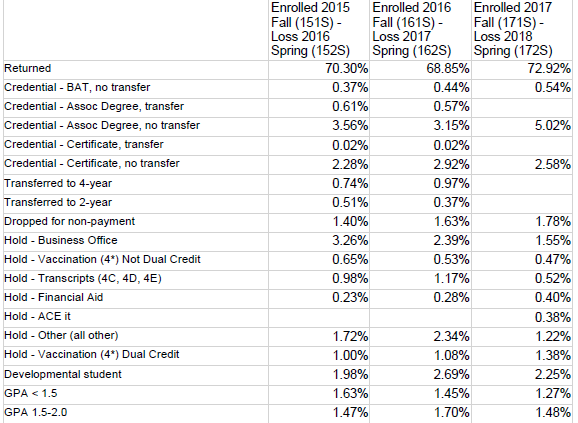 Enrolled 2015 Enrolled 2016 Enrolled 2017
Fall (151S) - Fall (161S) - Fall (171S) -
Loss 2016 Loss 2017 Loss 2018
Spring (152S) Spring (162S) Spring (172S)
Returned 70.30% 68.85% 72.92%
Credential - BAT, no transfer 0.37% 0.44% 0.54%
Credential - Assoc Degree, transfer 0.61% 0.57%
Credential - Assoc Degree, no transfer 3.56% 3.15% 5.02%
Credential - Certificate, transfer 0.02% 0.02%
Credential - Certificate, no transfer 2.28% 2.92% 2.58%
Transferred to 4-year 0.74% 0.97%
Transferred to 2-year 0.51% 0.37%
Dropped for non-payment 1.40% 1.63% 1.78%
Hold - Business Office 3.26% 2.39% 1.55%
Hold - Vaccination (4*) Not Dual Credit 0.65% 0.53% 0.47%
Hold - Transcripts (4C, 4D, 4E) 0.98% 1.17% 0.52%
Hold - Financial Aid 0.23% 0.28% 0.40%
Hold - ACE it 0.38%
Hold - Other (all other) 1.72% 2.34% 1.22%
Hold - Vaccination (4*) Dual Credit 1.00% 1.08% 1.38%
Developmental student 1.98% 2.69% 2.25%
GPA < 1.5 1.63% 1.45% 1.27%
GPA 1.5-2.0 1.47% 1.70% 1.48%